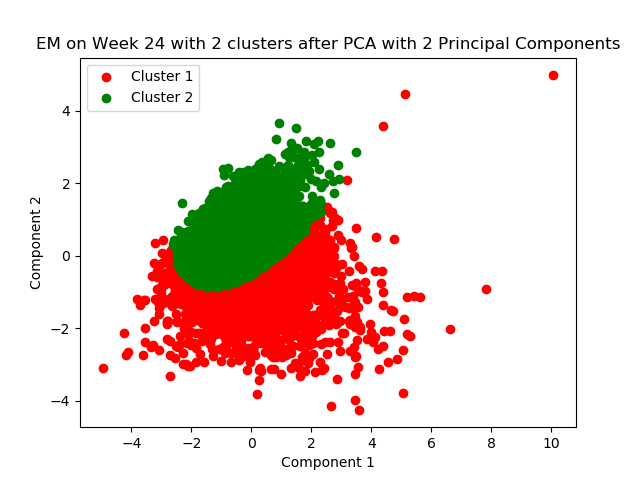 EM on Week 24 with 2 clusters after PCA with 2 Principal Components
Cluster 1
Cluster 2
Component 2
4
2
0
−2
−4
−4
−2
0
2
4
6
8
10
Component 1